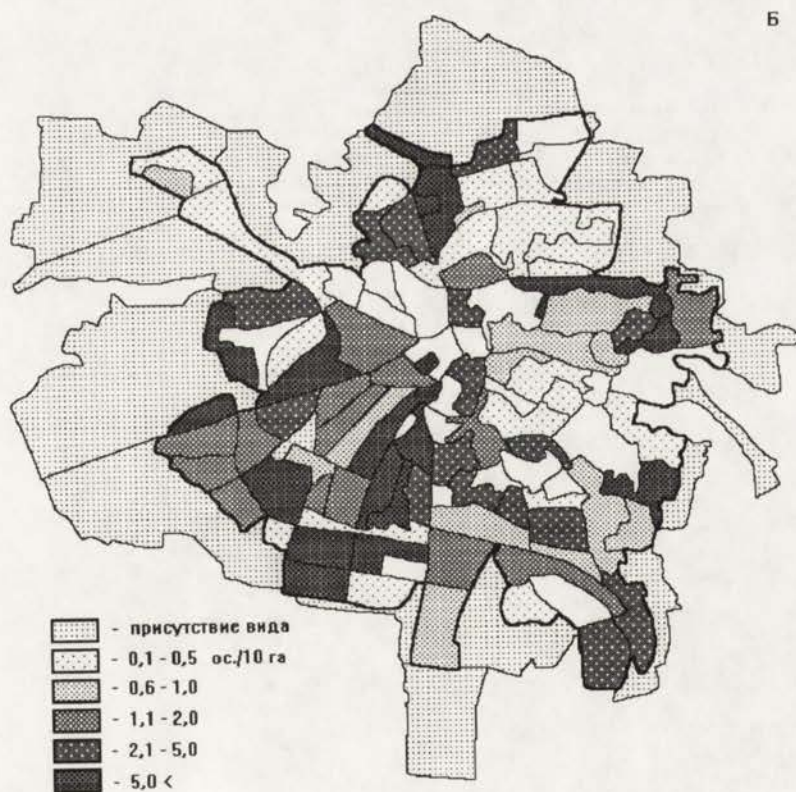 Б
- присутствие вида
- 0,1 - 0,5 ос./10 га
- 0,6 - 1,0
- 1,1 - 2,0
- 2,1 - 5,0
- 5,0 <